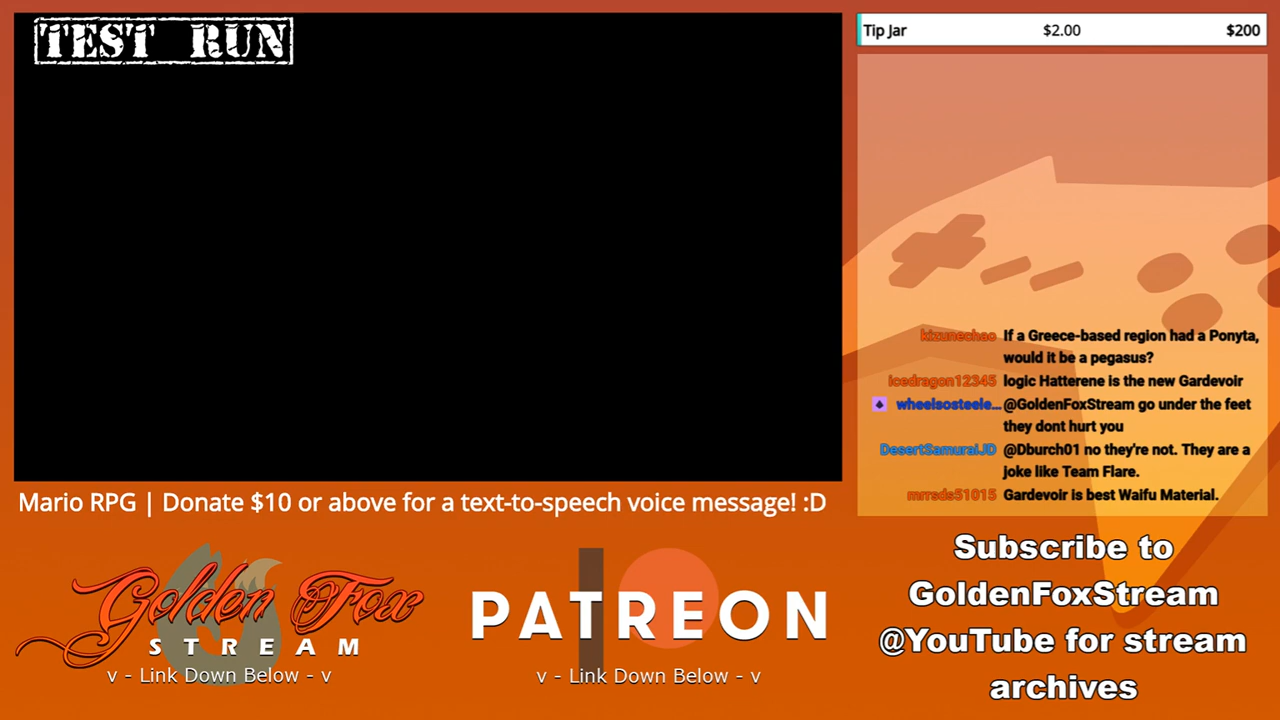 TEST RUN
Tip Jar $2.00 $200
kizunechao If a Greece-based region had a Ponyta,
would it be a pegasus?
icedragon12345 logic Hatterene is the new Gardevoir
wheelsosteele... @GoldenFoxStream go under the feet
they dont hurt you
DesertSamuraiJD @Dburch01 no they're not. They are a
joke like Team Flare.
mrrsds51015 Gardevoir is best Waifu Material.
Mario RPG | Donate $10 or above for a text-to-speech voice message! :D
Golden Fox
STREAM
v - Link Down Below - v
PATREON
v - Link Down Below - v
Subscribe to
GoldenFoxStream
@YouTube for stream
archives